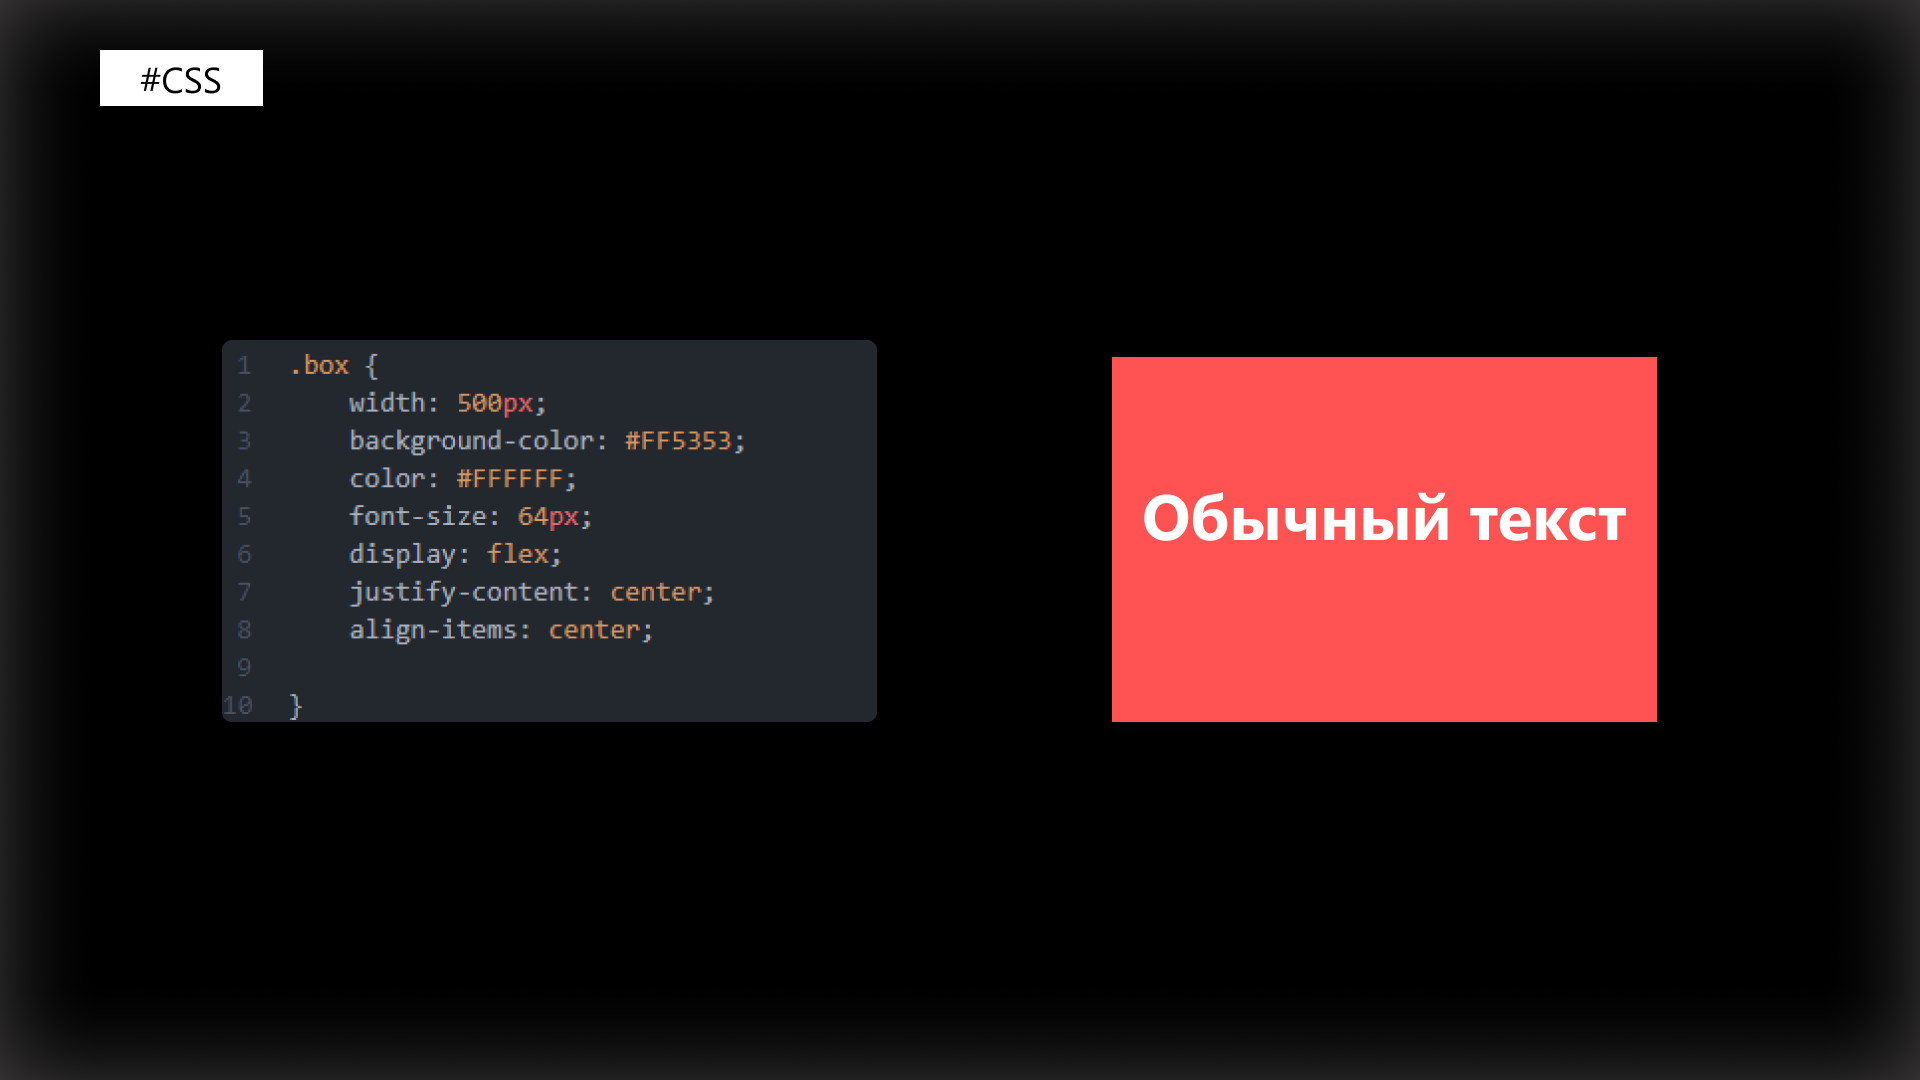 #CSS
1 .box {
2 width: 500px;
3 background-color: #FF5353;
4 color: #FFFFFF;
5 font-size: 64px;
6 display: flex;
7 justify-content: center;
8 align-items: center;
9
10 }
Обычный текст